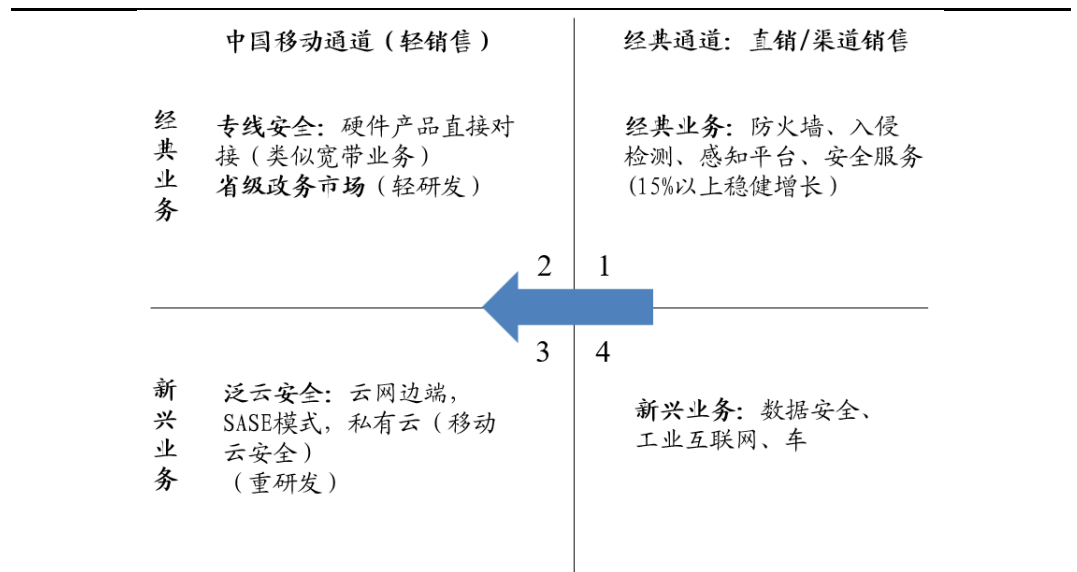 中国移动通道（轻销售）
经典通道：直销/渠道销售
经典业务
专线安全：硬件产品直接对
接（类似宽带业务）
省级政务市场（轻研发）
经典业务：防火墙、入侵
检测、感知平台、安全服务
(15%以上稳健增长）
2
1
3
4
新兴业务
泛云安全：云网边端，
SASE模式，私有云（移动
云安全）
（重研发）
新兴业务：数据安全、
工业互联网、车